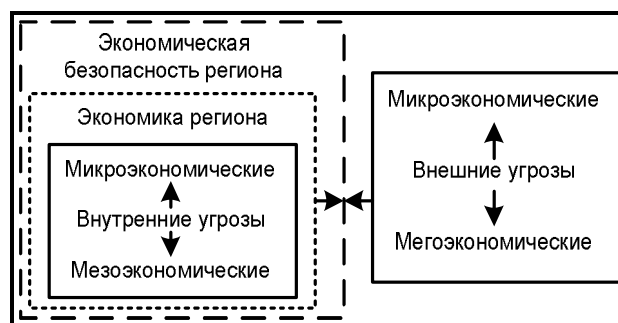 Экономическая
безопасность региона
Экономика региона
Микроэкономические
Внутренние угрозы
Мезоэкономические
Микроэкономические
Внешние угрозы
Мегоэкономические